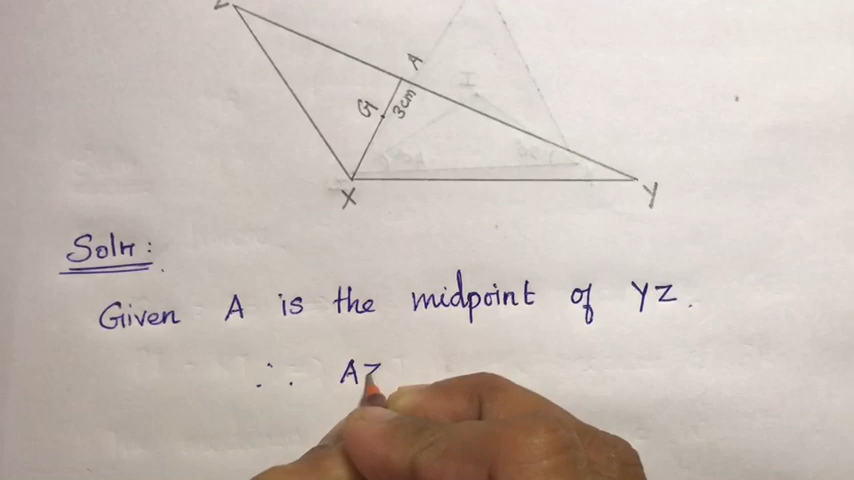 A
G
3cm
X
Y
Soln:
Given A is the midpoint of YZ.
∴ AZ